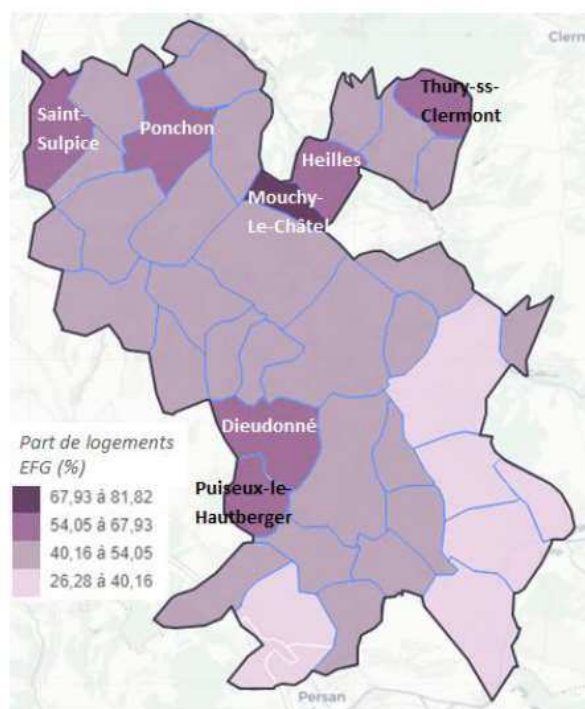 Clerm
Thury-ss-
Clermont
Saint-
Sulpice
Ponchon
Heilles
Mouchy-
Le-Châtel
Dieudonné
Puiseux-le-
Hautberger
Part de logements
EFG (%)
67,93 à 81,82
54,05 à 67,93
40,16 à 54,05
26,28 à 40,16
Persan